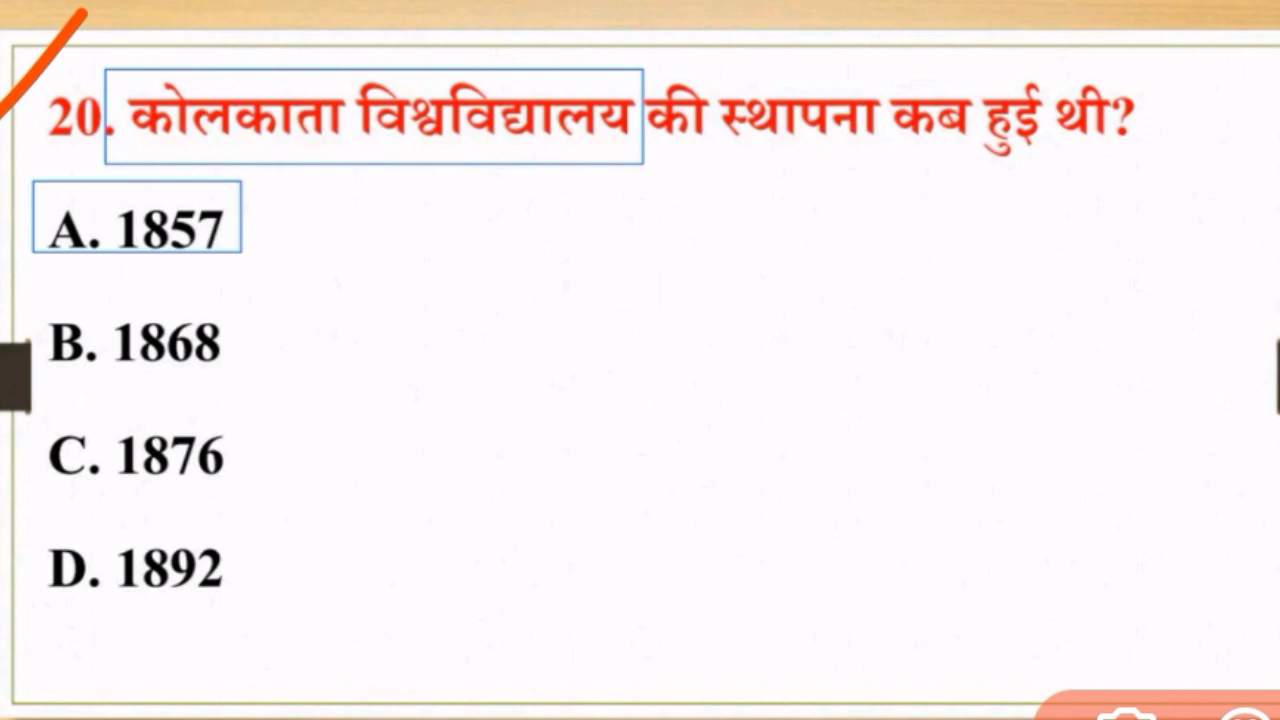 20. कोलकाता विश्वविद्यालय की स्थापना कब हुई थी?
A. 1857
B. 1868
C. 1876
D. 1892